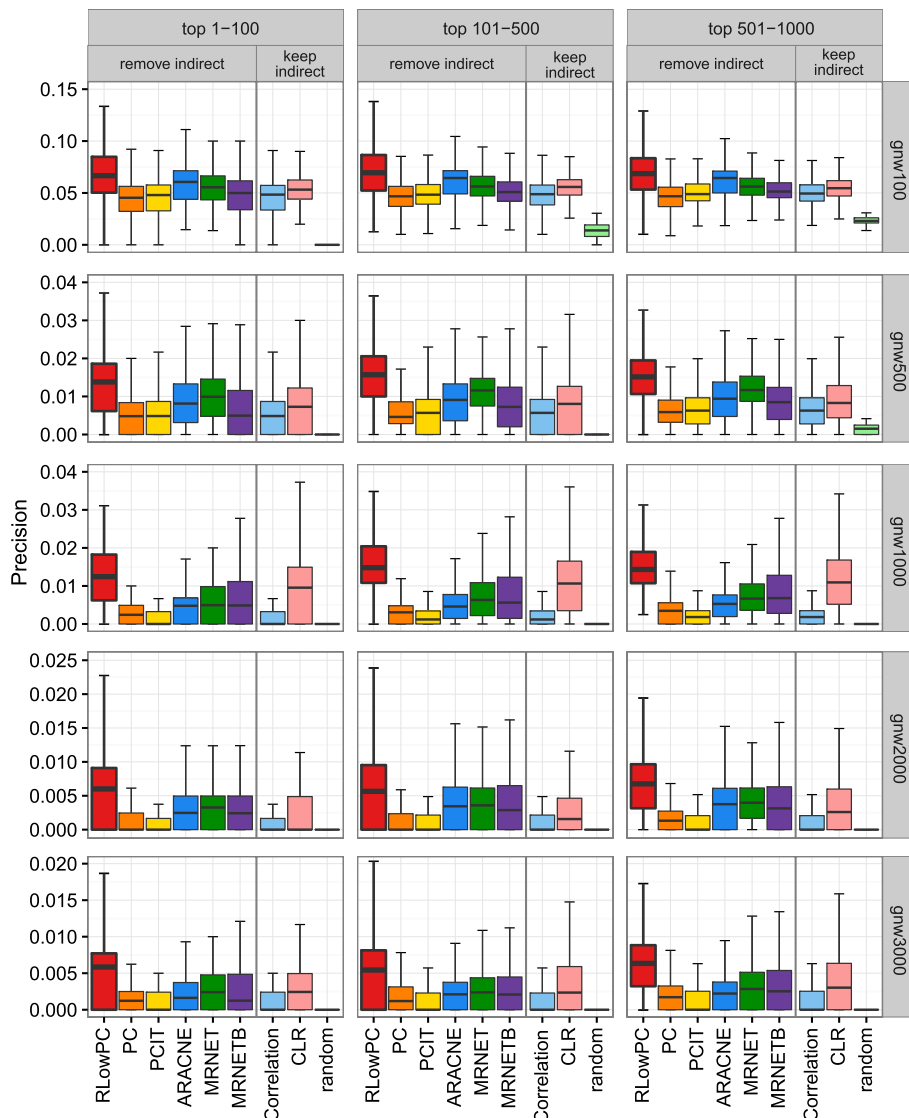 top 1−100 top 101−500 top 501−1000
remove indirect keep indirect remove indirect keep indirect remove indirect keep indirect
0.15
0.10
0.05
0.00
gnw100
0.04
0.03
0.02
0.01
0.00
gnw500
0.04
0.03
0.02
0.01
0.00
gnw1000
Precision
0.025
0.020
0.015
0.010
0.005
0.000
gnw2000
0.020
0.015
0.010
0.005
0.000
gnw3000
RLowPC PC PCIT ARACNE MRNET MRNETB Correlation CLR random RLowPC PC PCIT ARACNE MRNET MRNETB Correlation CLR random RLowPC PC PCIT ARACNE MRNET MRNETB Correlation CLR random